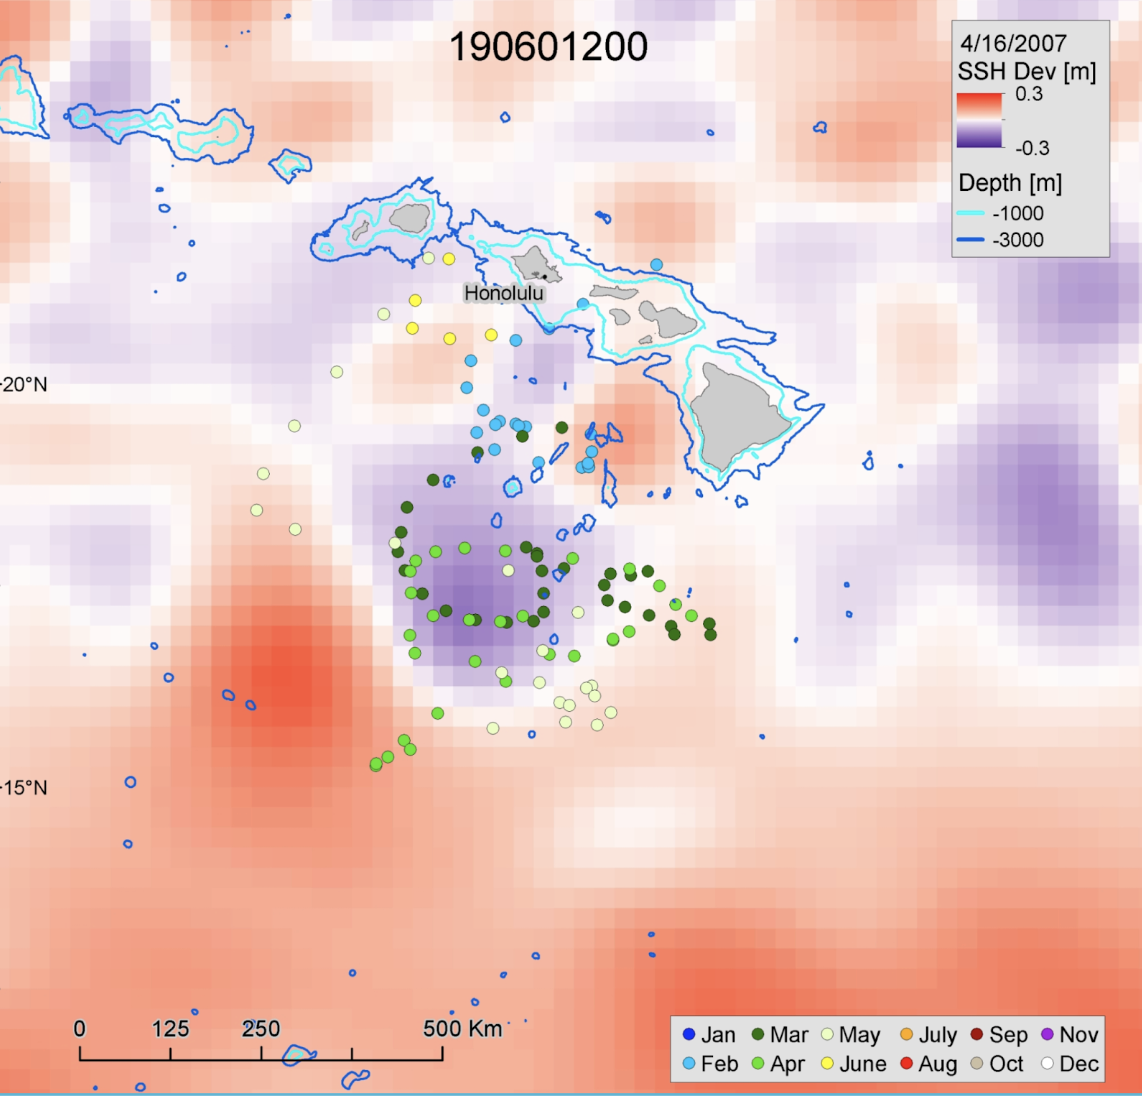 190601200
4/16/2007
SSH Dev [m]
0.3
-0.3
Depth [m]
-1000
-3000
Honolulu
20°N
15°N
0 125 250 500 Km
Jan Mar May July Sep Nov
Feb Apr June Aug Oct Dec